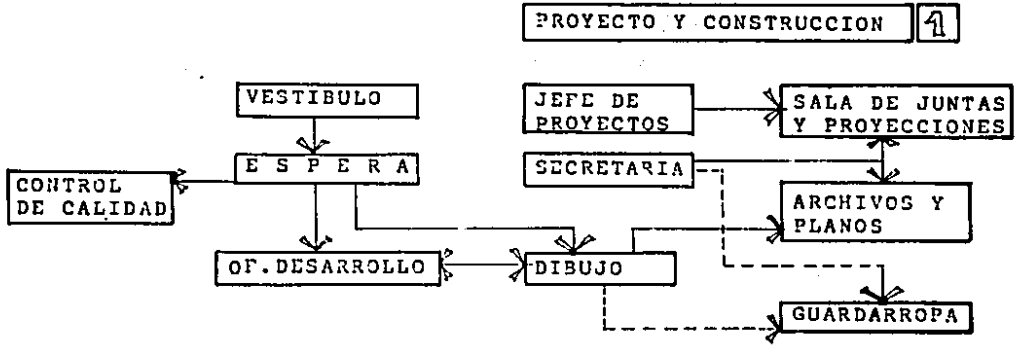 PROYECTO Y CONSTRUCCION 1
VESTIBULO
JEFE DE
PROYECTOS
SALA DE JUNTAS
Y PROYECCIONES
E S P E R A
SECRETARIA
CONTROL
DE CALIDAD
ARCHIVOS Y
PLANOS
OF.DESARROLLO
DIBUJO
GUARDARROPA